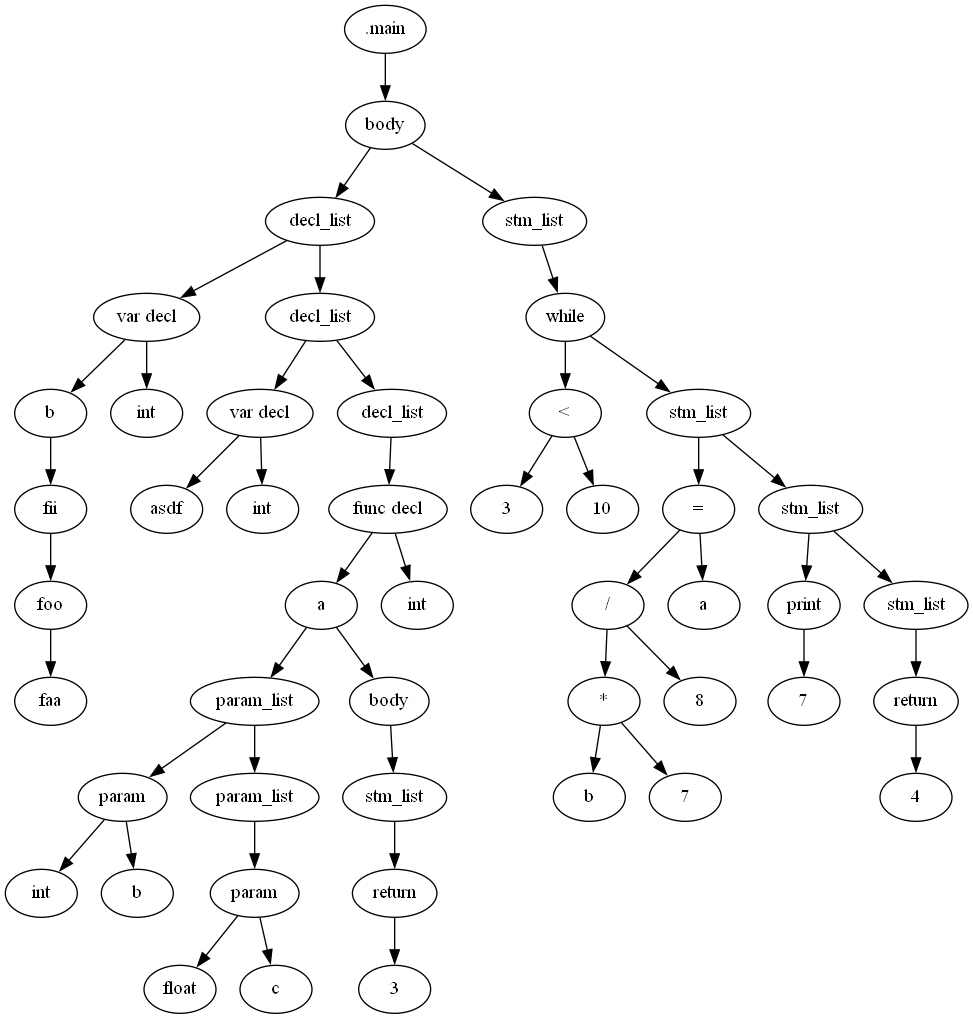 .main
body
decl_list stm_list
var decl decl_list while
b int var decl decl_list < stm_list
fii asdf int func decl 3 10 = stm_list
foo a int / a print stm_list
faa param_list body * 8 7 return
param param_list stm_list b 7 4
int b param return
float c 3